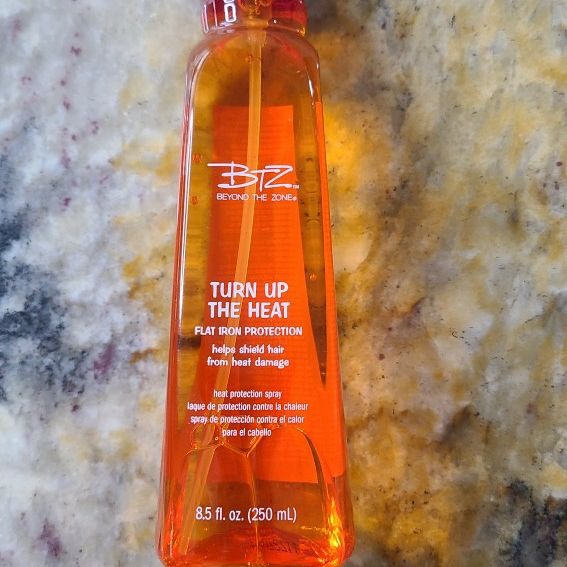 BTZ™
BEYOND THE ZONE®
TURN UP
THE HEAT
FLAT IRON PROTECTION
helps shield hair
from heat damage
heat protection spray
laque de protection contre la chaleur
spray de protección contra el calor
para el cabello
8.5 fl. oz. (250 mL)